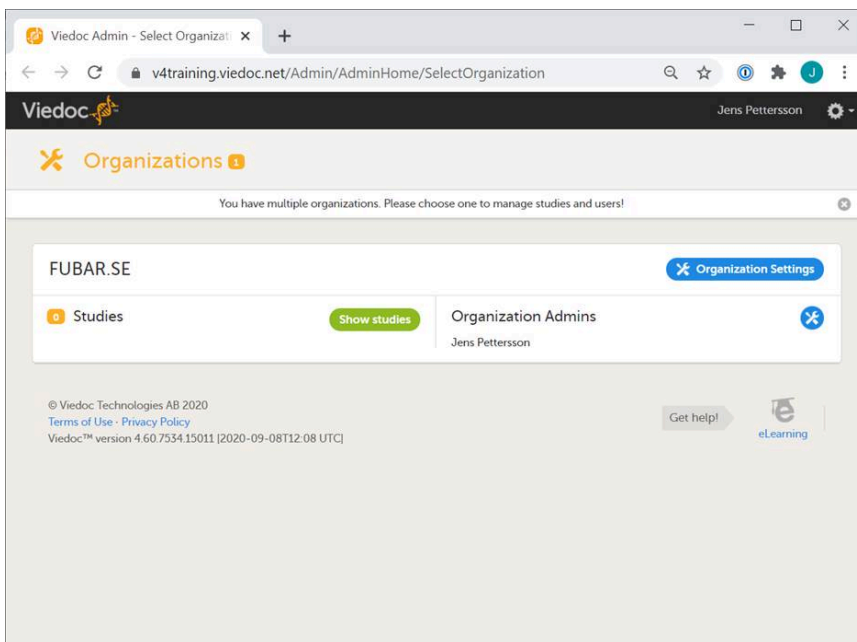 Viedoc Admin - Select Organizati
v4training.viedoc.net/Admin/AdminHome/SelectOrganization
J
Viedoc
Jens Pettersson
Organizations 1
You have multiple organizations. Please choose one to manage studies and users!
FUBAR.SE
Organization Settings
0 Studies
Show studies
Organization Admins
Jens Pettersson
© Viedoc Technologies AB 2020
Terms of Use · Privacy Policy
Viedoc™ version 4.60.7534.15011 [2020-09-08T12:08 UTC]
Get help!
eLearning